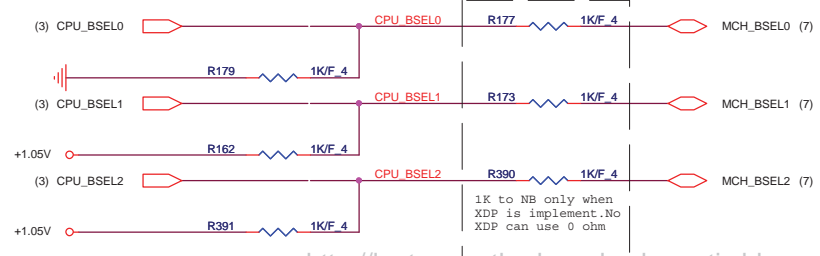 (3) CPU_BSEL0 CPU_BSEL0 R177 1K/F_4 MCH_BSEL0 (7)
R179 1K/F_4
(3) CPU_BSEL1 CPU_BSEL1 R173 1K/F_4 MCH_BSEL1 (7)
+1.05V R162 1K/F_4
(3) CPU_BSEL2 CPU_BSEL2 R390 1K/F_4 MCH_BSEL2 (7)
1K to NB only when
XDP is implement.No
XDP can use 0 ohm
+1.05V R391 1K/F_4